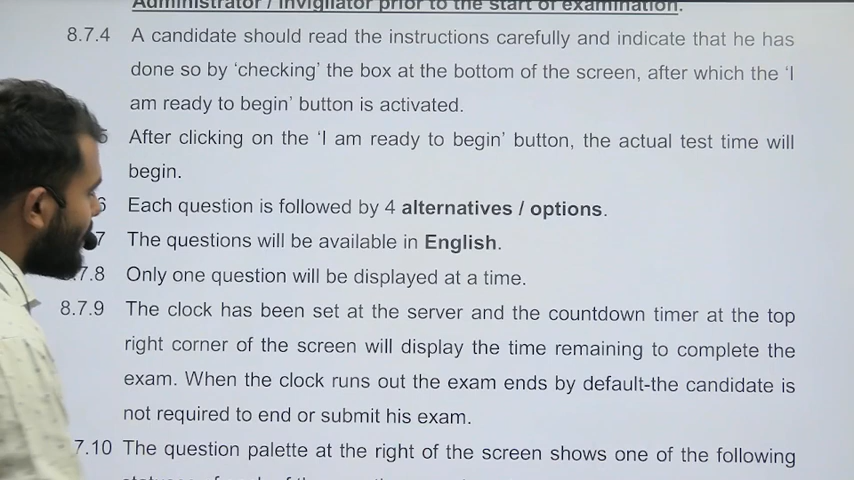 Administrator / Invigilator prior to the start of examination.
8.7.4 A candidate should read the instructions carefully and indicate that he has
done so by ‘checking’ the box at the bottom of the screen, after which the ‘I
am ready to begin’ button is activated.
5 After clicking on the ‘I am ready to begin’ button, the actual test time will
begin.
6 Each question is followed by 4 alternatives / options.
7 The questions will be available in English.
.7.8 Only one question will be displayed at a time.
8.7.9 The clock has been set at the server and the countdown timer at the top
right corner of the screen will display the time remaining to complete the
exam. When the clock runs out the exam ends by default-the candidate is
not required to end or submit his exam.
7.10 The question palette at the right of the screen shows one of the following